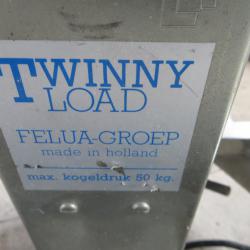 TWINNY
LOAD
FELUA-GROEP
made in holland
max. kogeldruk 50 kg.